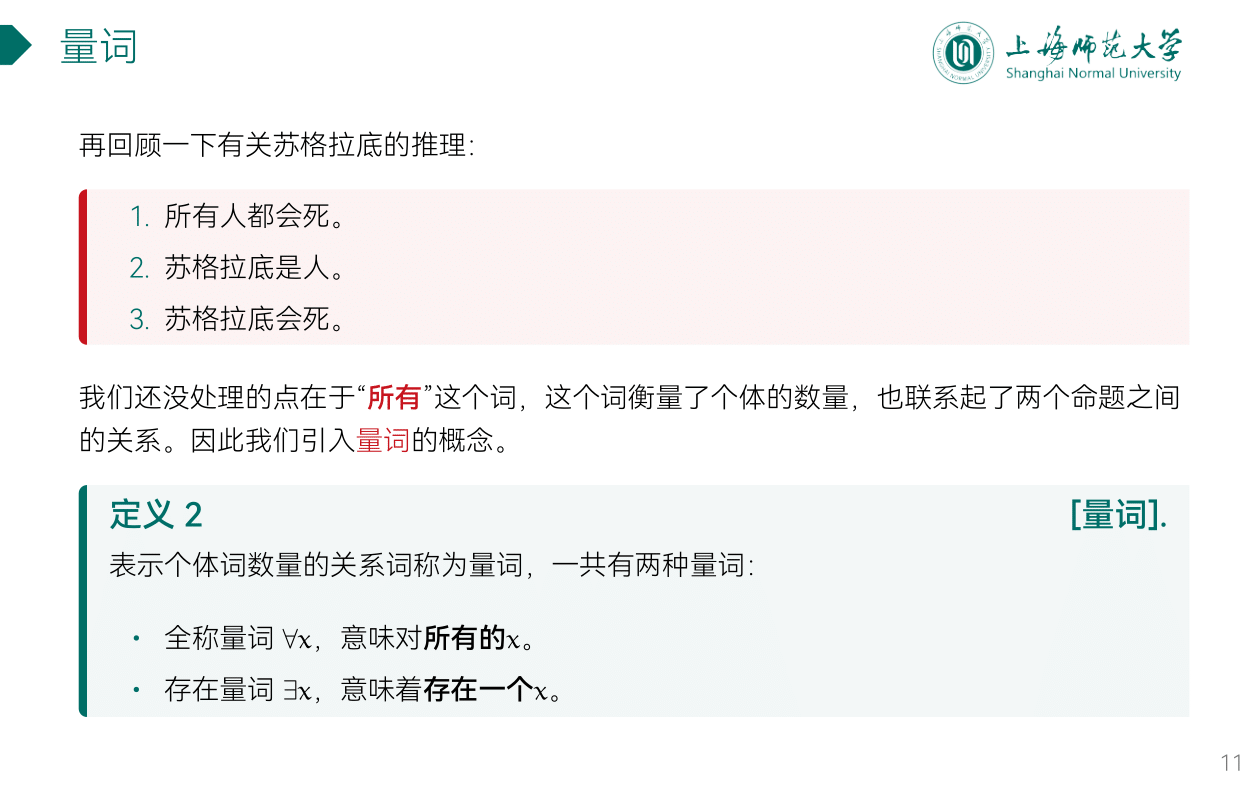 量词
上海师范大学
Shanghai Normal University
再回顾一下有关苏格拉底的推理：
1. 所有人都会死。
2. 苏格拉底是人。
3. 苏格拉底会死。
我们还没处理的点在于“所有”这个词，这个词衡量了个体的数量，也联系起了两个命题之间
的关系。因此我们引入量词的概念。
定义 2 [量词].
表示个体词数量的关系词称为量词，一共有两种量词：
• 全称量词 ∀x，意味对所有的x。
• 存在量词 ∃x，意味着存在一个x。
11